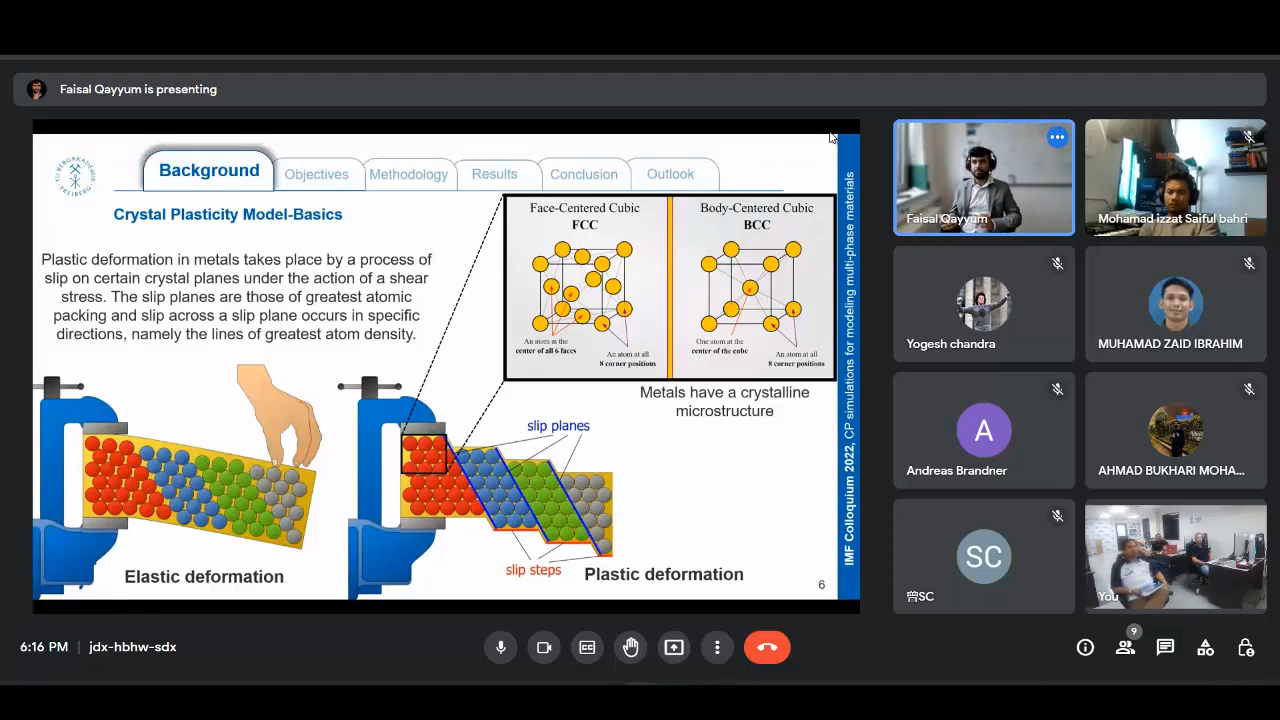 Faisal Qayyum is presenting
Background
Objectives
Methodology
Results
Conclusion
Outlook
Crystal Plasticity Model-Basics
Plastic deformation in metals takes place by a process of
slip on certain crystal planes under the action of a shear
stress. The slip planes are those of greatest atomic
packing and slip across a slip plane occurs in specific
directions, namely the lines of greatest atom density.
Face-Centered Cubic
FCC
An atom at the
center of all 6 faces
An atom at all
8 corner positions
Body-Centered Cubic
BCC
One atom at the
center of the cube
An atom at all
8 corner positions
Metals have a crystalline
microstructure
slip planes
slip steps
Elastic deformation
Plastic deformation
6
IMF Colloquium 2022, CP simulations for modeling multi-phase materials
Faisal Qayyum
Mohamad izzat Saiful bahri
Yogesh chandra
MUHAMAD ZAID IBRAHIM
A
Andreas Brandner
AHMAD BUKHARI MOHA...
SC
曾SC
You
6:16 PM
jdx-hbhw-sdx
9